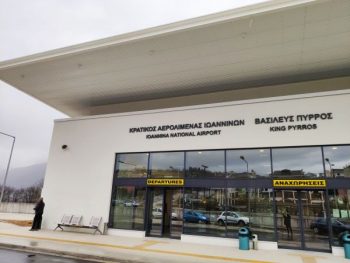 ΚΡΑΤΙΚΟΣ ΑΕΡΟΛΙΜΕΝΑΣ ΙΩΑΝΝΙΝΩΝ ΒΑΣΙΛΕΥΣ ΠΥΡΡΟΣ
IOANNINA NATIONAL AIRPORT KING PYRROS
DEPARTURES ΑΝΑΧΩΡΗΣΕΙΣ